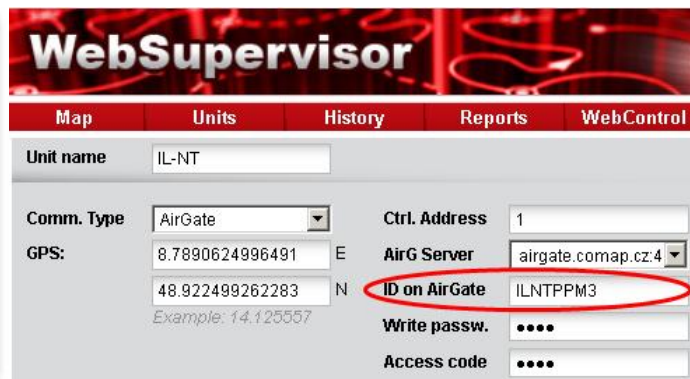 WebSupervisor
Map Units History Reports WebControl
Unit name IL-NT
Comm. Type AirGate Ctrl. Address 1
GPS: 8.7890624996491 E AirG Server airgate.comap.cz:4
48.922499262283 N ID on AirGate ILNTPPM3
Example: 14.125557 Write passw. ••••
Access code ••••